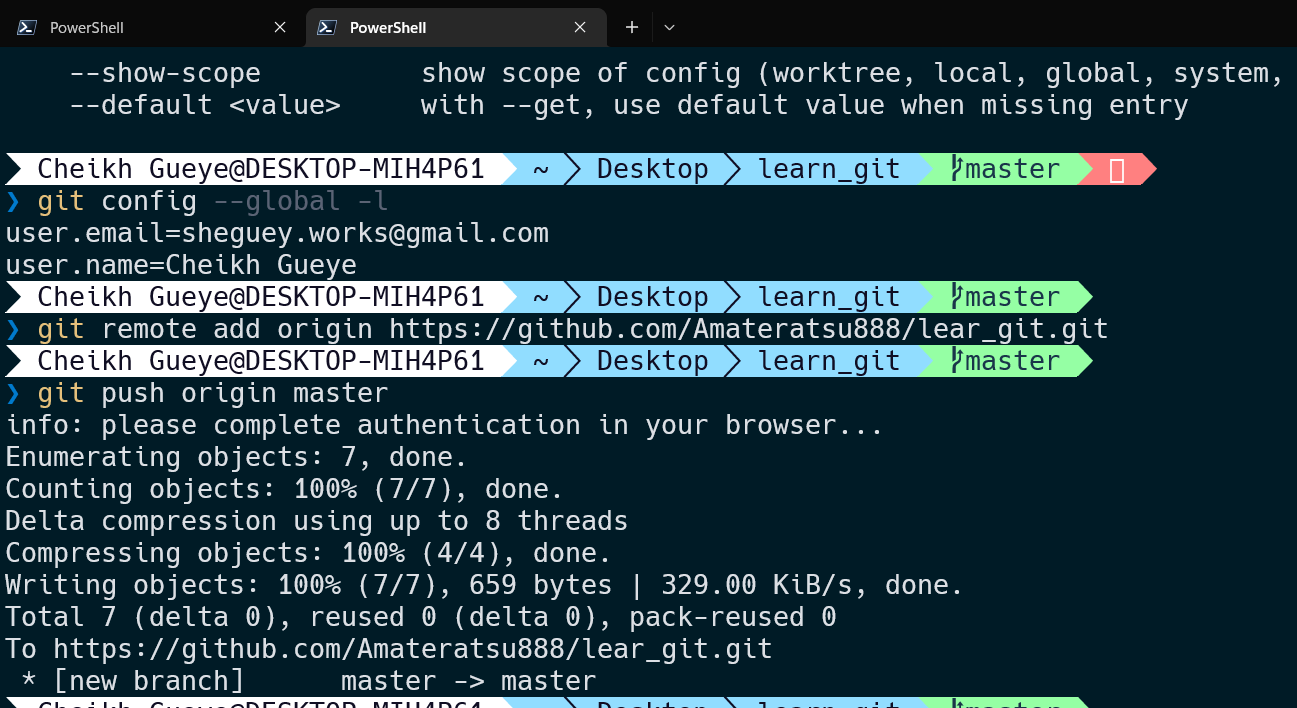 PowerShell
PowerShell
--show-scope show scope of config (worktree, local, global, system,
--default <value> with --get, use default value when missing entry
Cheikh Gueye@DESKTOP-MIH4P61 ~ Desktop learn_git master
❯ git config --global -l
user.email=sheguey.works@gmail.com
user.name=Cheikh Gueye
Cheikh Gueye@DESKTOP-MIH4P61 ~ Desktop learn_git master
❯ git remote add origin https://github.com/Amateratsu888/lear_git.git
Cheikh Gueye@DESKTOP-MIH4P61 ~ Desktop learn_git master
❯ git push origin master
info: please complete authentication in your browser...
Enumerating objects: 7, done.
Counting objects: 100% (7/7), done.
Delta compression using up to 8 threads
Compressing objects: 100% (4/4), done.
Writing objects: 100% (7/7), 659 bytes | 329.00 KiB/s, done.
Total 7 (delta 0), reused 0 (delta 0), pack-reused 0
To https://github.com/Amateratsu888/lear_git.git
* [new branch] master -> master
Cheikh Gueye@DESKTOP-MIH4P61 ~ Desktop learn_git master